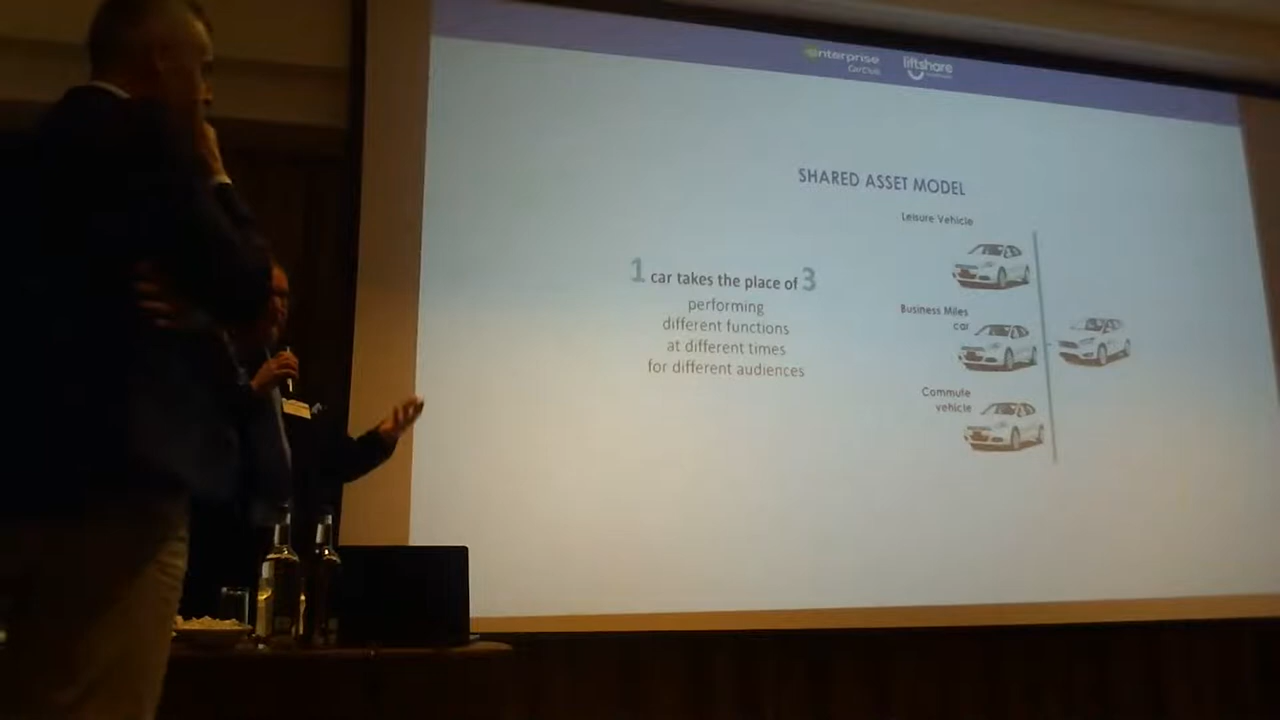 enterprise
CarClub
liftshare
SHARED ASSET MODEL
Leisure Vehicle
1 car takes the place of 3
performing
different functions
at different times
for different audiences
Business Miles
car
Commute
vehicle